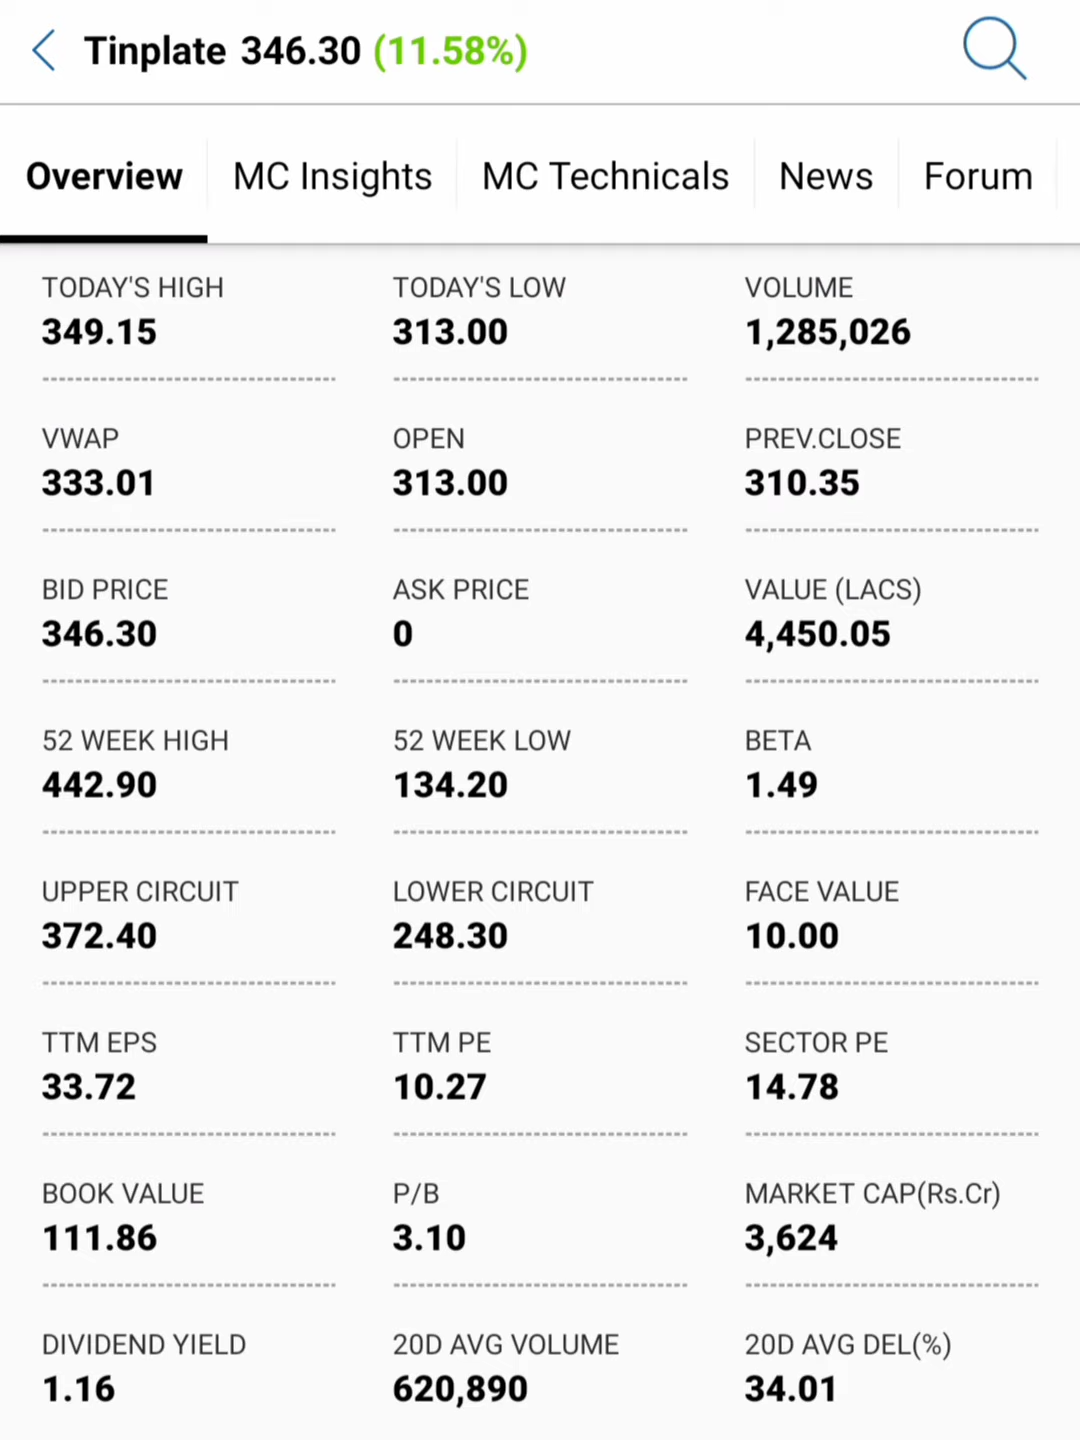 Tinplate 346.30 (11.58%)
Overview MC Insights MC Technicals News Forum
TODAY'S HIGH TODAY'S LOW VOLUME
349.15 313.00 1,285,026
VWAP OPEN PREV.CLOSE
333.01 313.00 310.35
BID PRICE ASK PRICE VALUE (LACS)
346.30 0 4,450.05
52 WEEK HIGH 52 WEEK LOW BETA
442.90 134.20 1.49
UPPER CIRCUIT LOWER CIRCUIT FACE VALUE
372.40 248.30 10.00
TTM EPS TTM PE SECTOR PE
33.72 10.27 14.78
BOOK VALUE P/B MARKET CAP(Rs.Cr)
111.86 3.10 3,624
DIVIDEND YIELD 20D AVG VOLUME 20D AVG DEL(%)
1.16 620,890 34.01